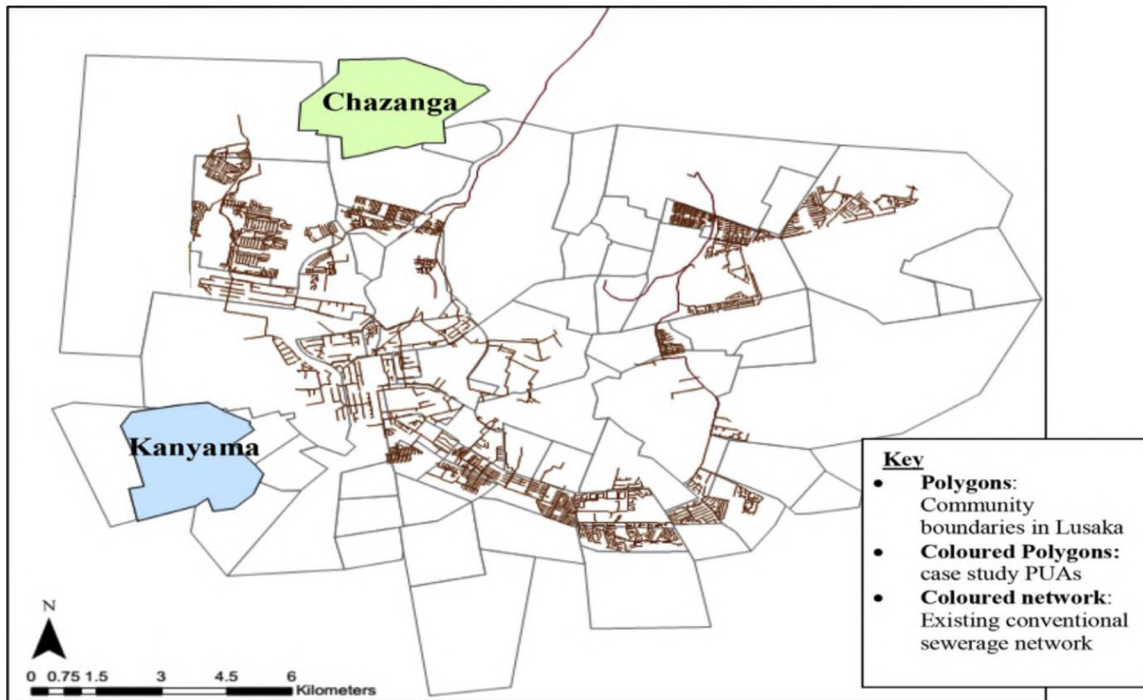 Chazanga
Kanyama
Key
• Polygons:
Community
boundaries in Lusaka
• Coloured Polygons:
case study PUAs
• Coloured network:
Existing conventional
sewerage network
N
0 0.75 1.5 3 4.5 6
Kilometers